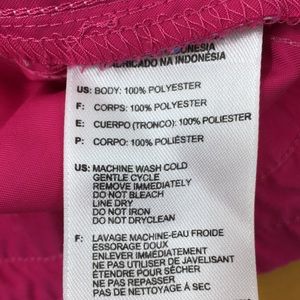 NDONESIA
FABRICADO NA INDONÉSIA
US: BODY: 100% POLYESTER
F: CORPS: 100% POLYESTER
E: CUERPO (TRONCO): 100% POLIESTER
P: CORPO: 100% POLIÉSTER
US: MACHINE WASH COLD
GENTLE CYCLE
REMOVE IMMEDIATELY
DO NOT BLEACH
LINE DRY
DO NOT IRON
DO NOT DRYCLEAN
F: LAVAGE MACHINE-EAU FROIDE
ESSORAGE DOUX
ENLEVER IMMÉDIATEMENT
NE PAS UTILISER DE JAVELISANT
ÉTENDRE POUR SÉCHER
NE PAS REPASSER
PAS DE NETTOYAGE À SEC